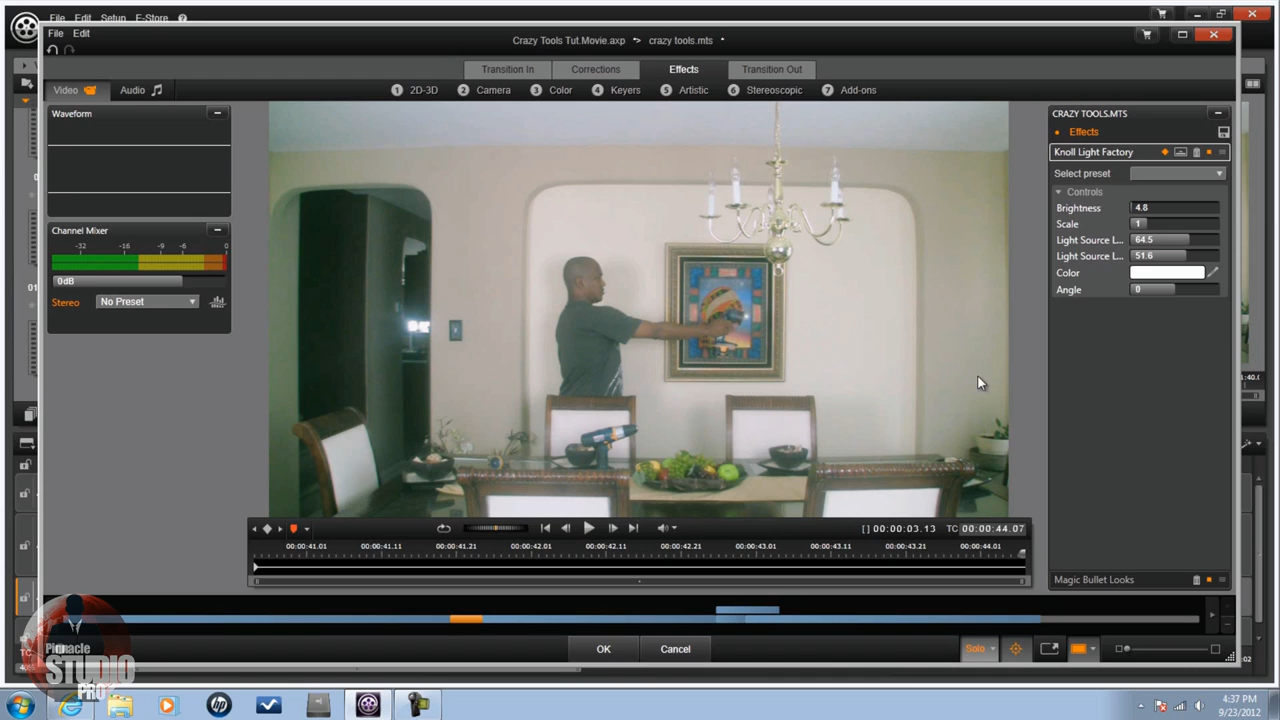 File Edit Setup E-Store ?
File Edit
Crazy Tools Tut.Movie.axp -> crazy tools.mts
Transition In Corrections Effects Transition Out
Video Audio
1 2D-3D 2 Camera 3 Color 4 Keyers 5 Artistic 6 Stereoscopic 7 Add-ons
Waveform
Channel Mixer
-32 -16 -9 -6 0
0dB
Stereo No Preset
CRAZY TOOLS.MTS
Effects
Knoll Light Factory
Select preset
Controls
Brightness 4.8
Scale 1
Light Source L... 64.5
Light Source L... 51.6
Color
Angle 0
Magic Bullet Looks
[] 00:00:03.13 TC 00:00:44.07
00:00:41.01 00:00:41.11 00:00:41.21 00:00:42.01 00:00:42.11 00:00:42.21 00:00:43.01 00:00:43.11 00:00:43.21 00:00:44.01
OK Cancel
Solo
Pinnacle
STUDIO
PRO
4:37 PM
9/23/2012